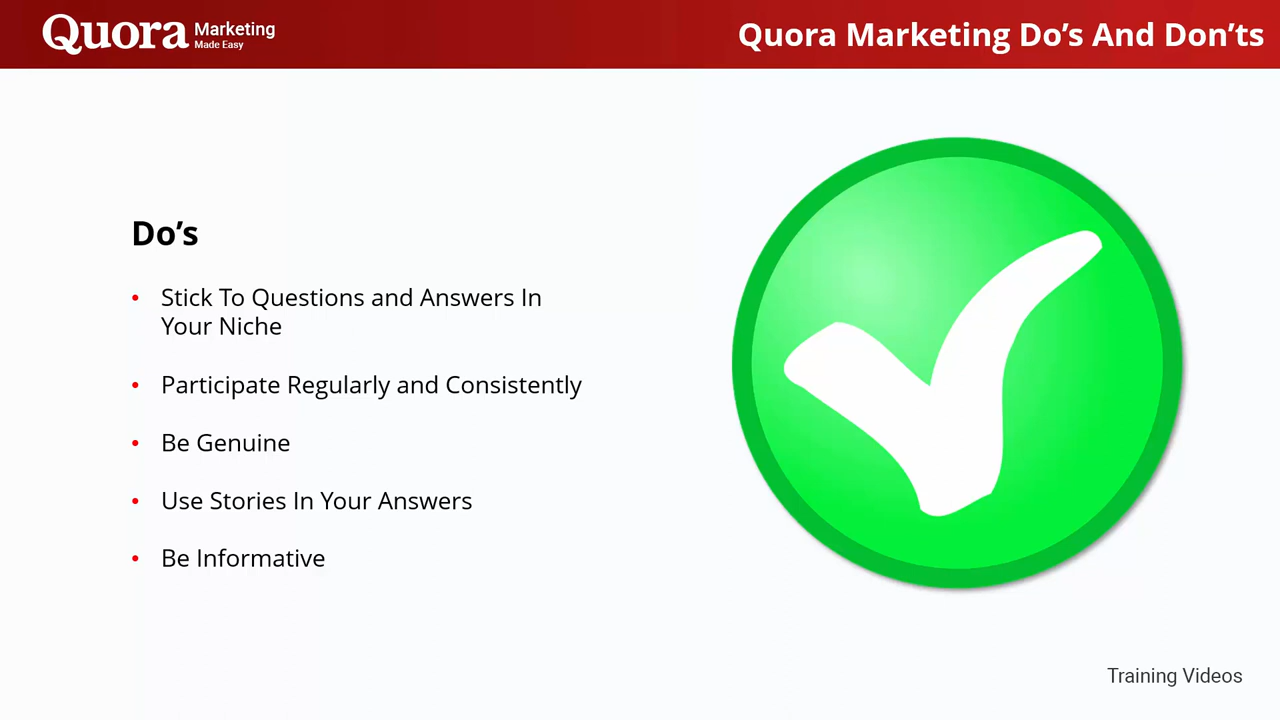 Quora Marketing
Made Easy
Quora Marketing Do’s And Don’ts
Do’s
• Stick To Questions and Answers In
Your Niche
• Participate Regularly and Consistently
• Be Genuine
• Use Stories In Your Answers
• Be Informative
Training Videos